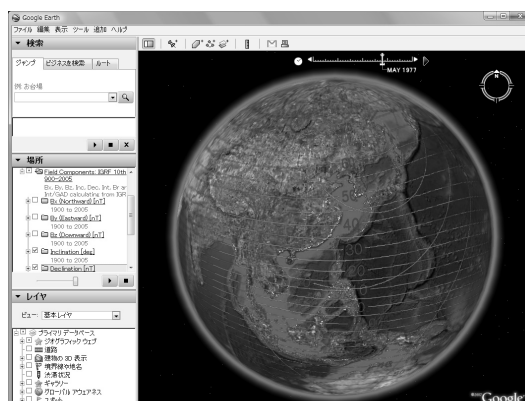 Google Earth
ファイル 編集 表示 ツール 追加 ヘルプ
▼ 検索
ジャンプ ビジネスを検索 ルート
例: お台場
▼ 場所
Field Components: IGRF 10th
900-2005
Bx, By, Bz, Inc, Dec, Int, Br ar
Int/GAD calculating from IGR
Bx (Northward) [nT]
1900 to 2005
By (Eastward) [nT]
1900 to 2005
Bz (Downward) [nT]
1900 to 2005
Inclination [deg]
1900 to 2005
Declination [nT]
▼ レイヤ
ビュー: 基本レイヤ
プライマリ データベース
ジオグラフィック ウェブ
道路
建物の 3D 表示
境界線や地名
渋滞状況
ギャラリー
グローバル アウェアネス
MAY 1977
N
Google